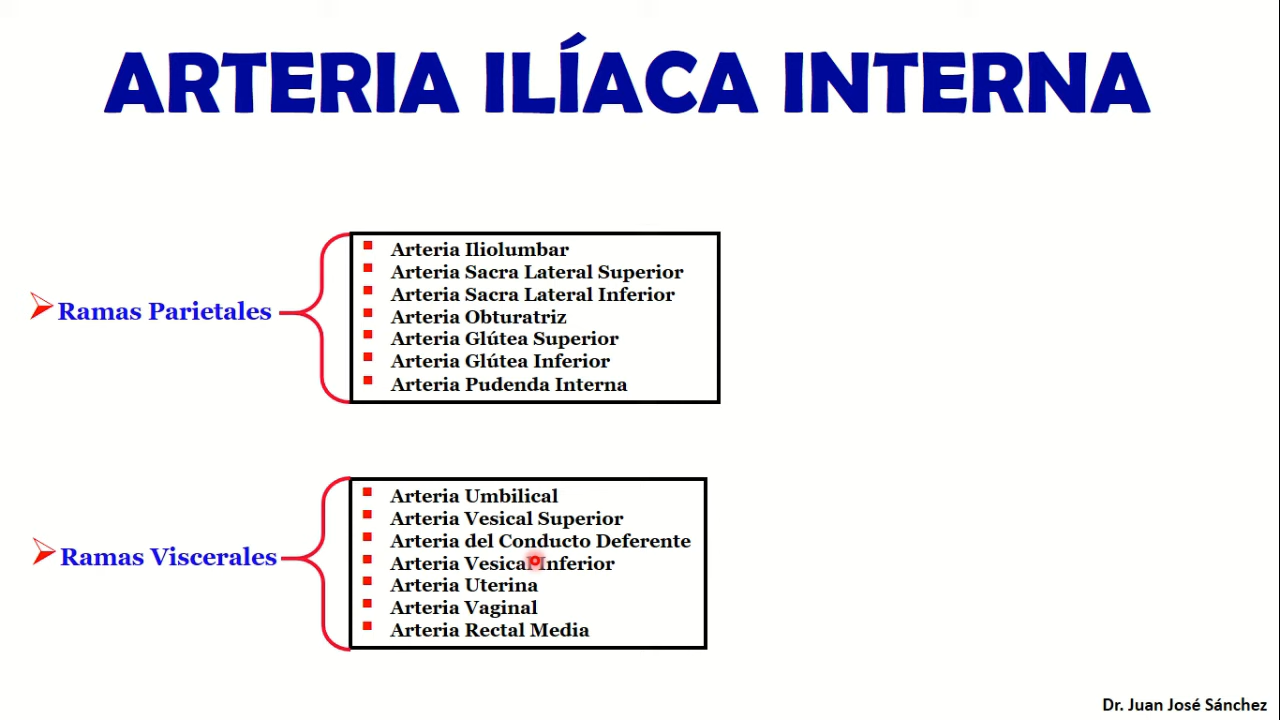 ARTERIA ILÍACA INTERNA
Ramas Parietales
Arteria Iliolumbar
Arteria Sacra Lateral Superior
Arteria Sacra Lateral Inferior
Arteria Obturatriz
Arteria Glútea Superior
Arteria Glútea Inferior
Arteria Pudenda Interna
Ramas Viscerales
Arteria Umbilical
Arteria Vesical Superior
Arteria del Conducto Deferente
Arteria Vesical Inferior
Arteria Uterina
Arteria Vaginal
Arteria Rectal Media
Dr. Juan José Sánchez